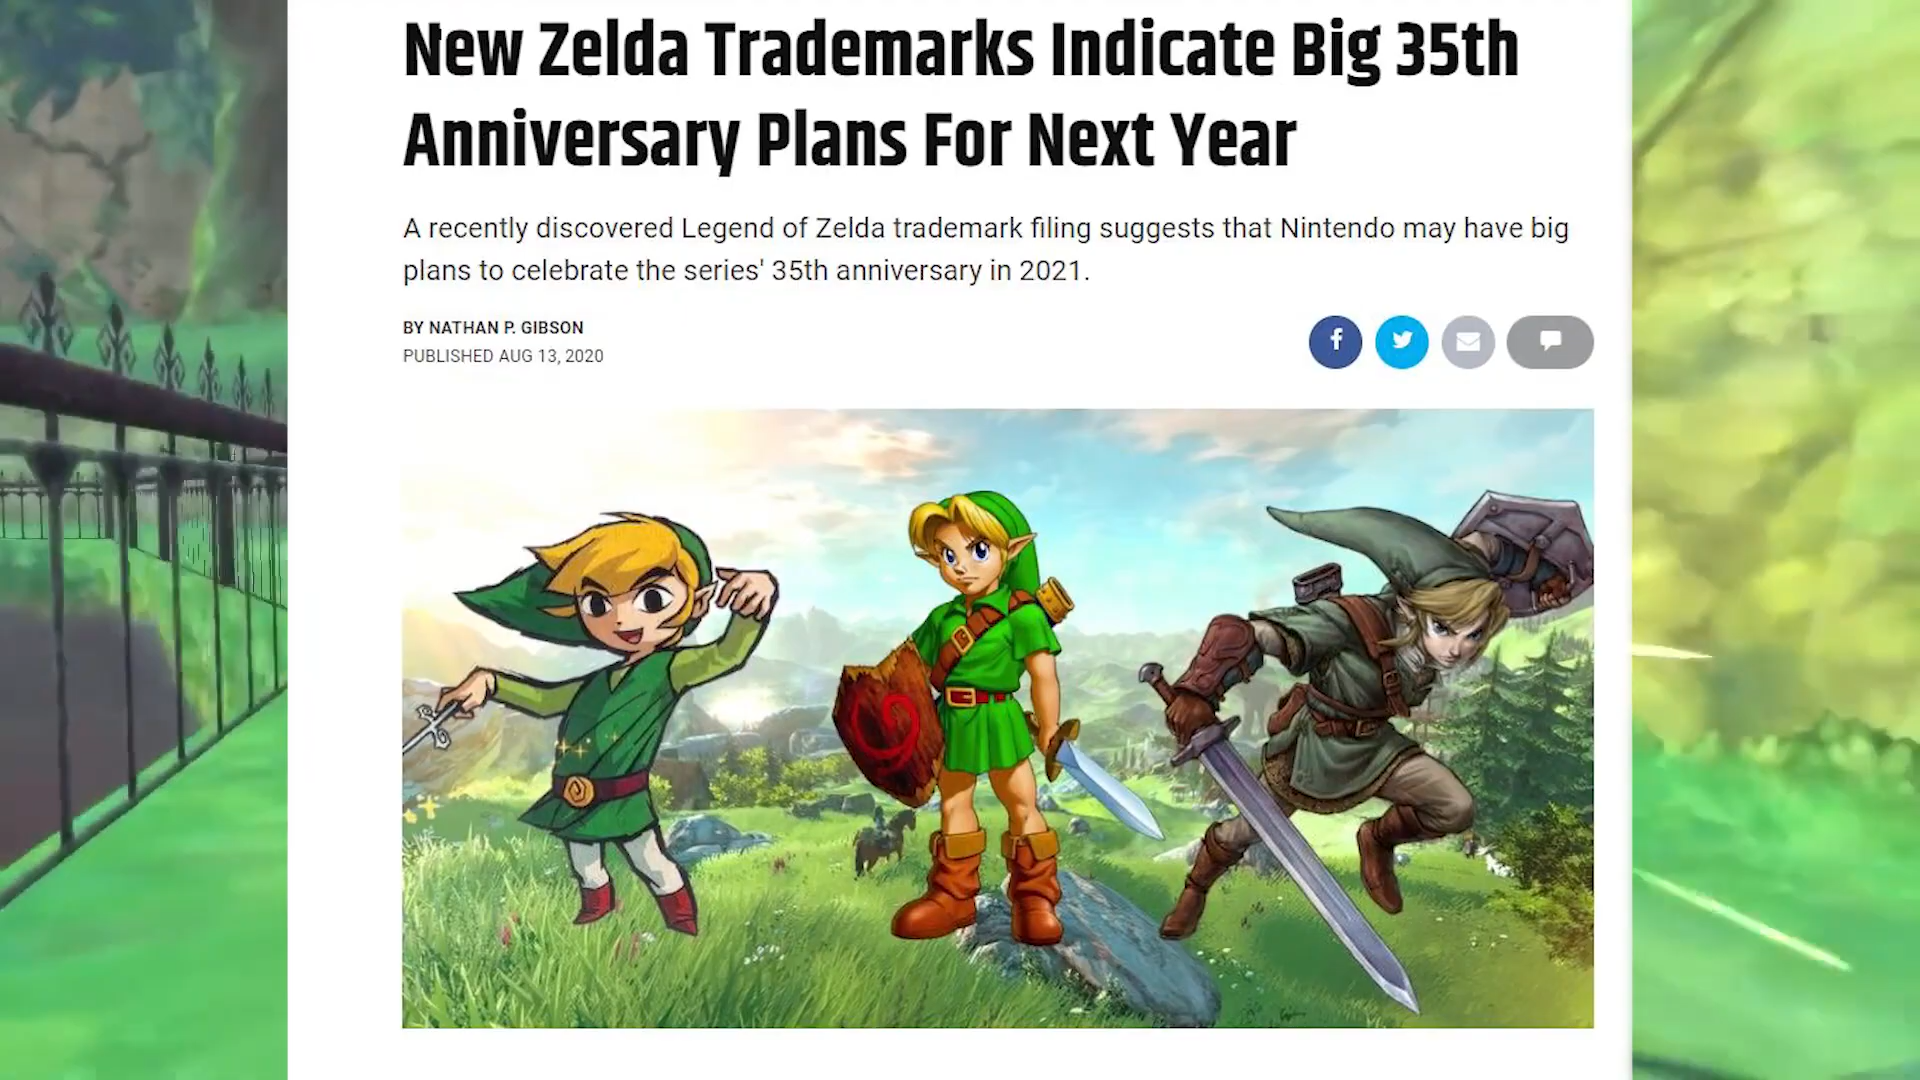 New Zelda Trademarks Indicate Big 35th
Anniversary Plans For Next Year
A recently discovered Legend of Zelda trademark filing suggests that Nintendo may have big
plans to celebrate the series' 35th anniversary in 2021.
BY NATHAN P. GIBSON
PUBLISHED AUG 13, 2020